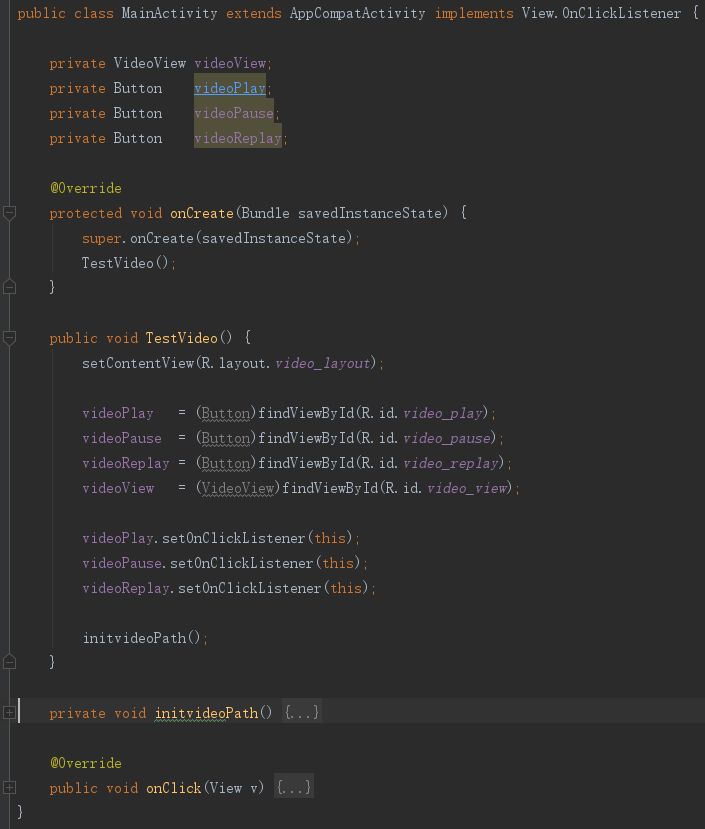 public class MainActivity extends AppCompatActivity implements View.OnClickListener {
    private VideoView videoView;
    private Button    videoPlay;
    private Button    videoPause;
    private Button    videoReplay;
    @Override
    protected void onCreate(Bundle savedInstanceState) {
        super.onCreate(savedInstanceState);
        TestVideo();
    }
    public void TestVideo() {
        setContentView(R.layout.video_layout);
        videoPlay   = (Button)findViewById(R.id.video_play);
        videoPause  = (Button)findViewById(R.id.video_pause);
        videoReplay = (Button)findViewById(R.id.video_replay);
        videoView   = (VideoView)findViewById(R.id.video_view);
        videoPlay.setOnClickListener(this);
        videoPause.setOnClickListener(this);
        videoReplay.setOnClickListener(this);
        initvideoPath();
    }
    private void initvideoPath() {...}
    @Override
    public void onClick(View v) {...}
}